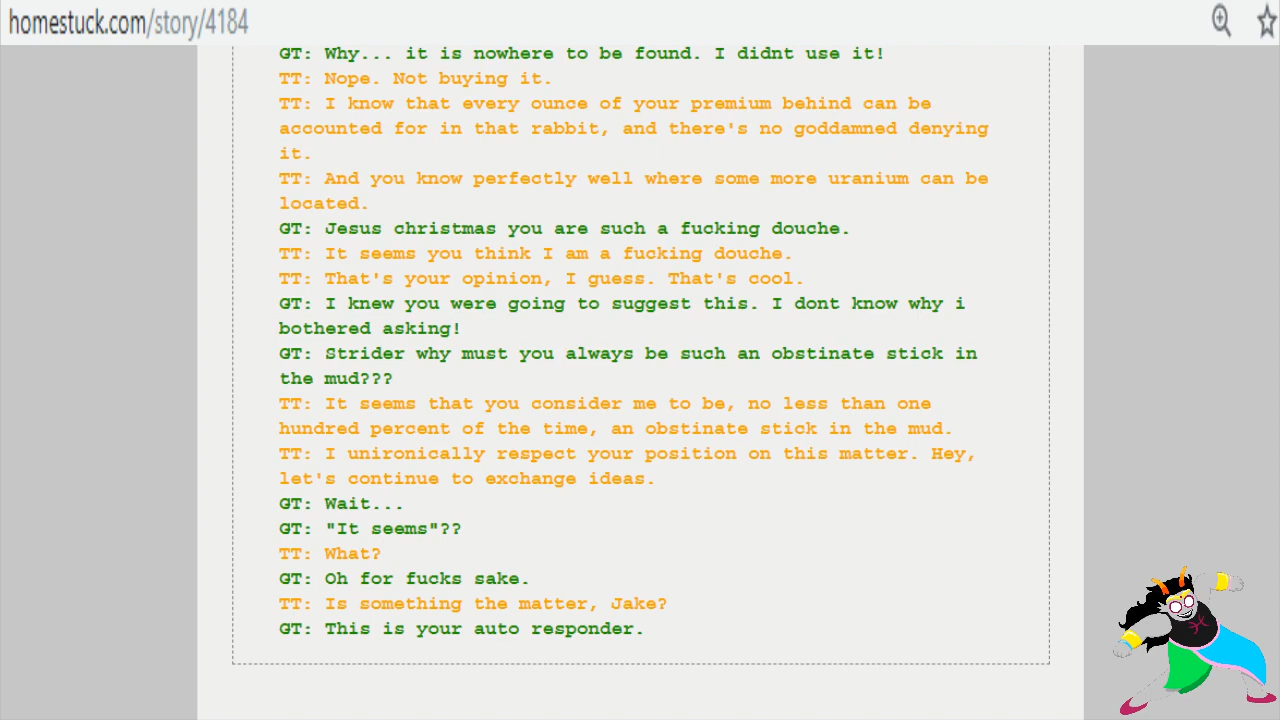 homestuck.com/story/4184
GT: Why... it is nowhere to be found. I didnt use it!
TT: Nope. Not buying it.
TT: I know that every ounce of your premium behind can be
accounted for in that rabbit, and there's no goddamned denying
it.
TT: And you know perfectly well where some more uranium can be
located.
GT: Jesus christmas you are such a fucking douche.
TT: It seems you think I am a fucking douche.
TT: That's your opinion, I guess. That's cool.
GT: I knew you were going to suggest this. I dont know why i
bothered asking!
GT: Strider why must you always be such an obstinate stick in
the mud???
TT: It seems that you consider me to be, no less than one
hundred percent of the time, an obstinate stick in the mud.
TT: I unironically respect your position on this matter. Hey,
let's continue to exchange ideas.
GT: Wait...
GT: "It seems"??
TT: What?
GT: Oh for fucks sake.
TT: Is something the matter, Jake?
GT: This is your auto responder.